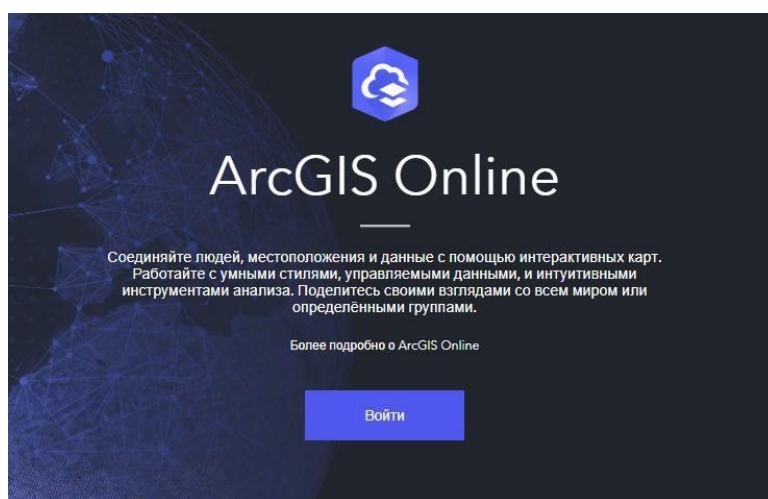 ArcGIS Online
Соединяйте людей, местоположения и данные с помощью интерактивных карт.
Работайте с умными стилями, управляемыми данными, и интуитивными
инструментами анализа. Поделитесь своими взглядами со всем миром или
определёнными группами.
Более подробно о ArcGIS Online
Войти